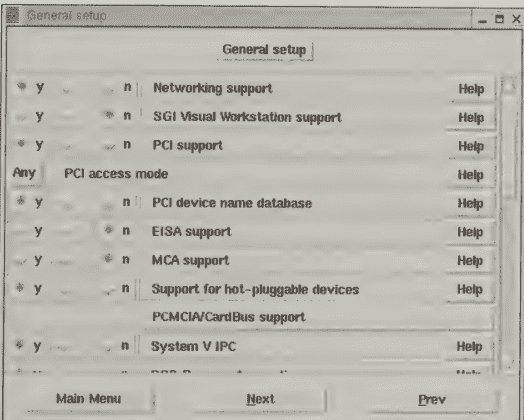 General setup
General setup
y n Networking support Help
y n SGI Visual Workstation support Help
y n PCI support Help
Any PCI access mode Help
y n PCI device name database Help
y n EISA support Help
y n MCA support Help
y n Support for hot-pluggable devices Help
PCMCIA/CardBus support
y n System V IPC Help
Main Menu Next Prev